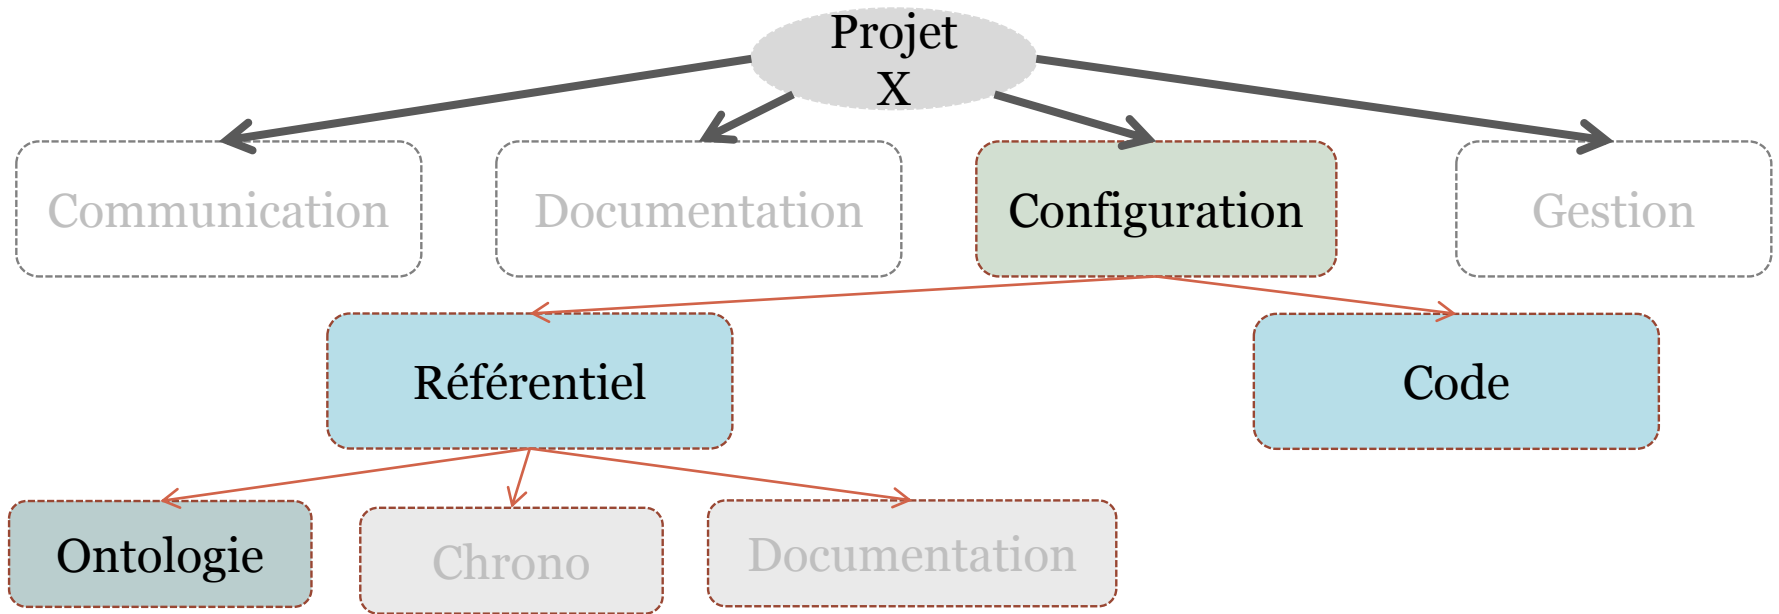 Projet
X
Communication
Documentation
Configuration
Gestion
Référentiel
Code
Ontologie
Chrono
Documentation